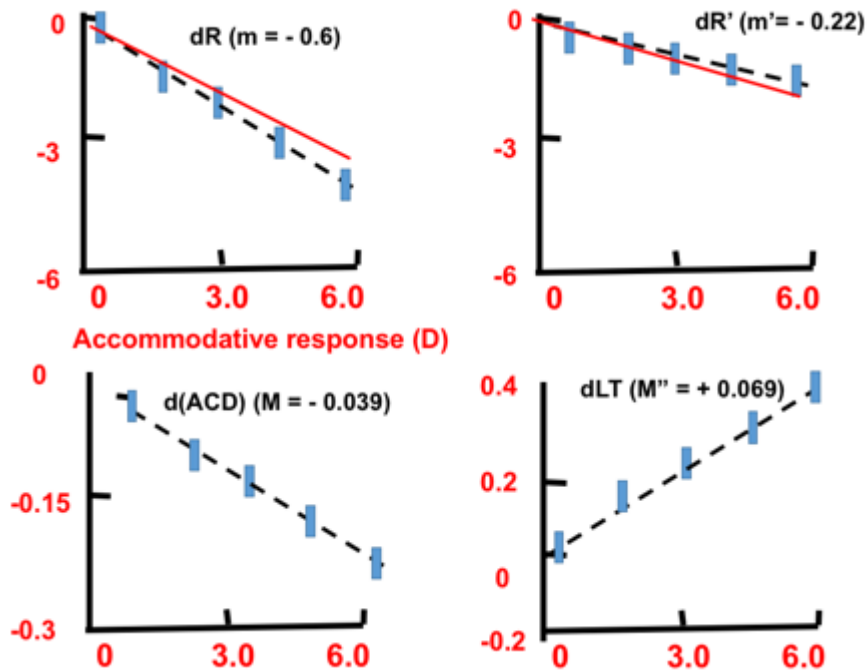 0
dR (m = - 0.6)
-3
-6
0 3.0 6.0
0
dR’ (m’= - 0.22)
-3
-6
0 3.0 6.0
Accommodative response (D)
0
d(ACD) (M = - 0.039)
-0.15
-0.3
0 3.0 6.0
0.4
dLT (M” = + 0.069)
0.2
0
-0.2
0 3.0 6.0